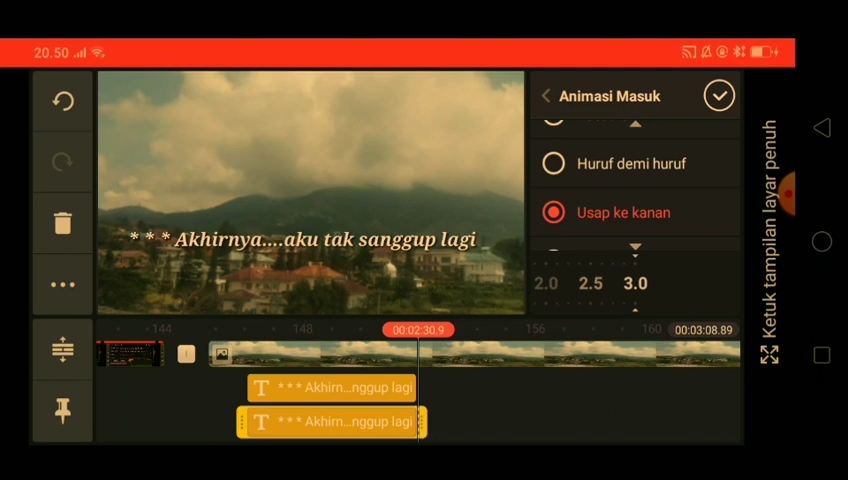 20.50
Animasi Masuk
Huruf demi huruf
Usap ke kanan
2.0 2.5 3.0
* * * Akhirnya....aku tak sanggup lagi
Ketuk tampilan layar penuh
144 148 00:02:30.9 156 160 00:03:08.89
T * * * Akhirn...nggup lagi
T * * * Akhirn...nggup lagi